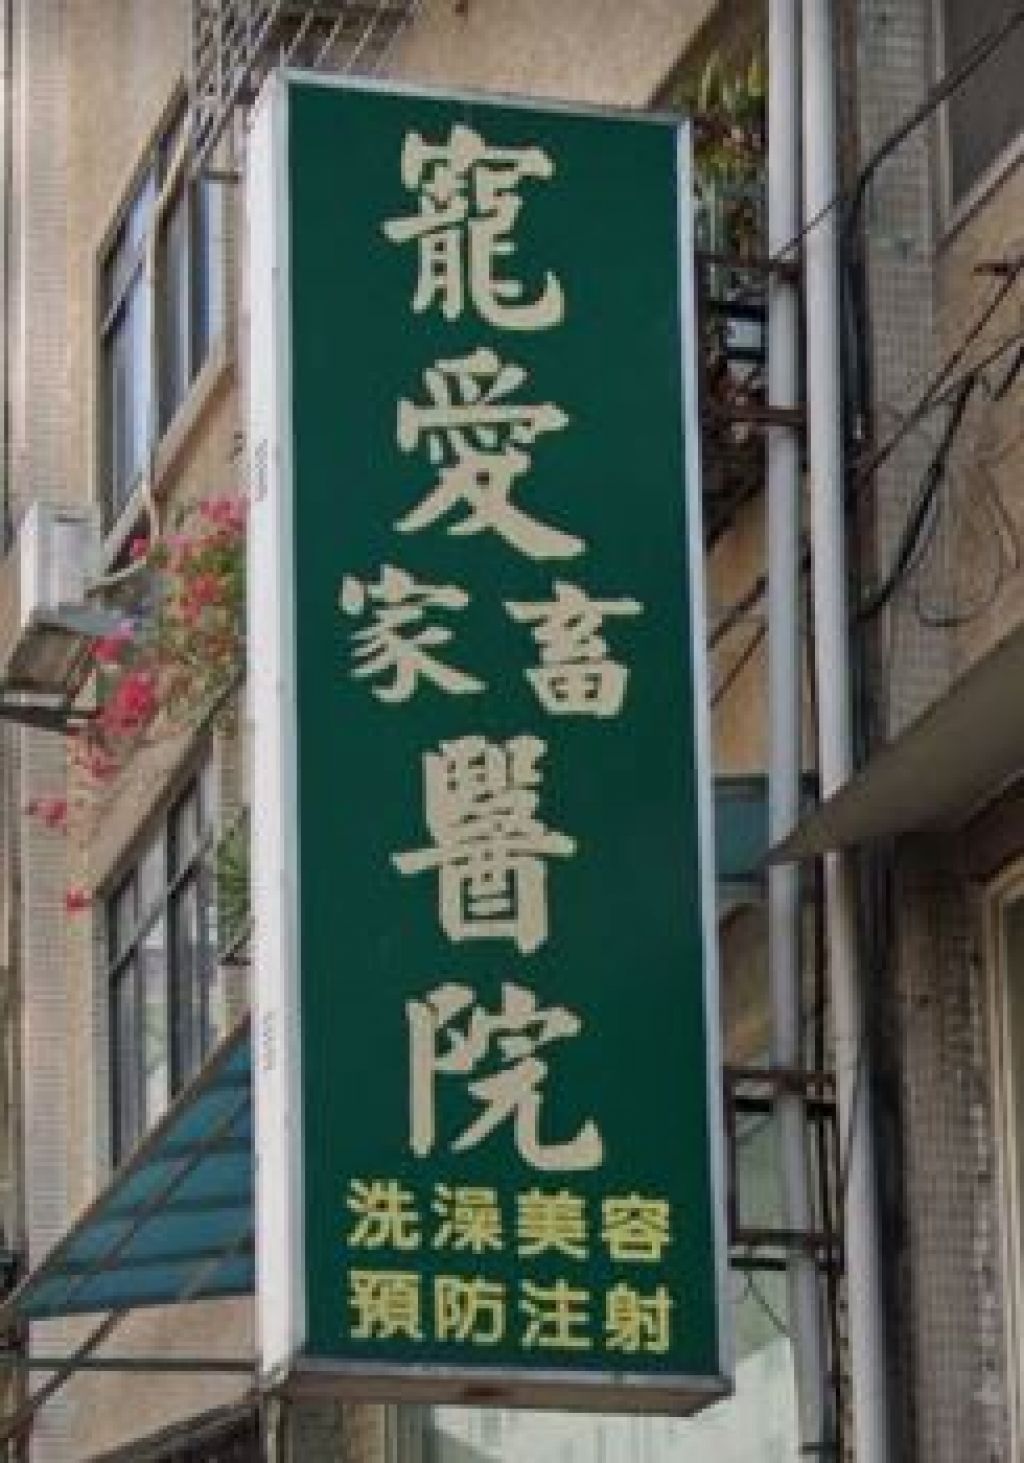 寵愛
家畜
醫院
洗澡美容
預防注射